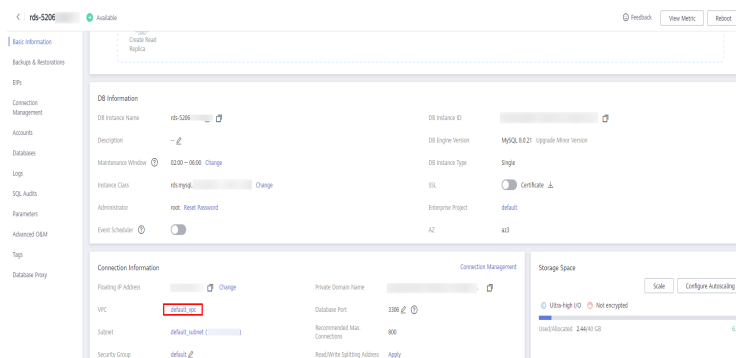 rds-5206
Available
Feedback
View Metric
Reboot
Basic Information
Backups & Restorations
EIPs
Connection
Management
Accounts
Databases
Logs
SQL Audits
Parameters
Advanced O&M
Tags
Database Proxy
Create Read
Replica
DB Information
DB Instance Name rds-5206
DB Instance ID
Description --
DB Engine Version MySQL 8.0.21 Upgrade Minor Version
Maintenance Window 02:00 – 06:00 Change
DB Instance Type Single
Instance Class rds.mysql. Change
SSL Certificate
Administrator root Reset Password
Enterprise Project default
Event Scheduler
AZ az3
Connection Information Connection Management
Floating IP Address Change
Private Domain Name
VPC default_vpc
Database Port 3306
Subnet default_subnet ( )
Recommended Max.
Connections 800
Security Group default
Read/Write Splitting Address Apply
Storage Space
Scale Configure Autoscaling
Ultra-high I/O Not encrypted
Used/Allocated 2.44/40 GB 6.